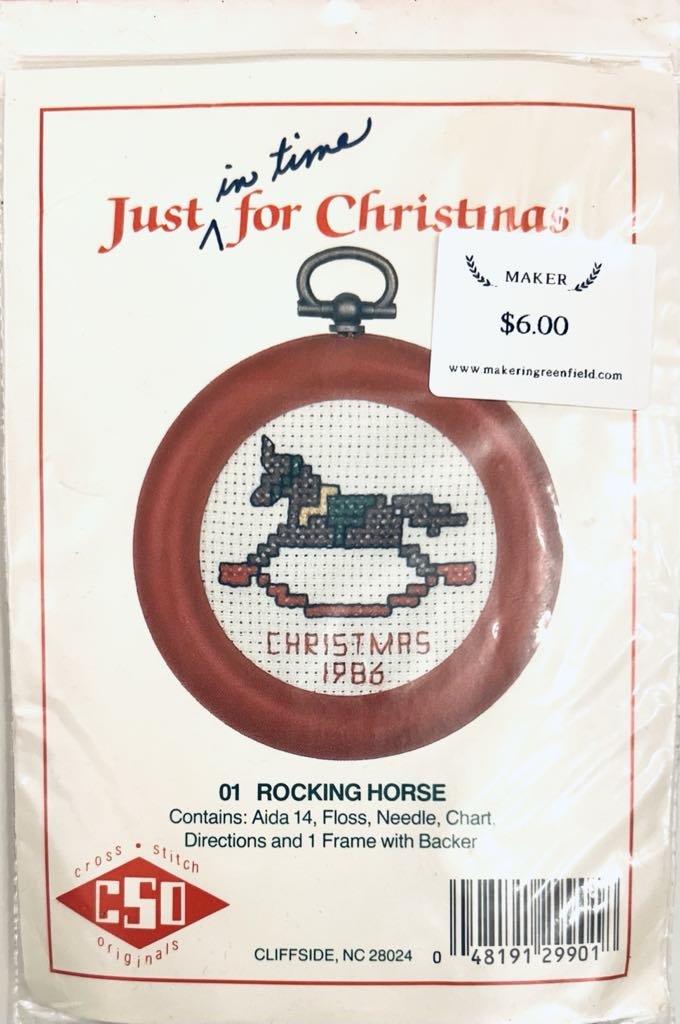 in time
Just ^ for Christmas
MAKER
$6.00
www.makeringreenfield.com
CHRISTMAS
1986
01 ROCKING HORSE
Contains: Aida 14, Floss, Needle, Chart,
Directions and 1 Frame with Backer
cross • stitch
CSO
originals
CLIFFSIDE, NC 28024
0 48191 29901